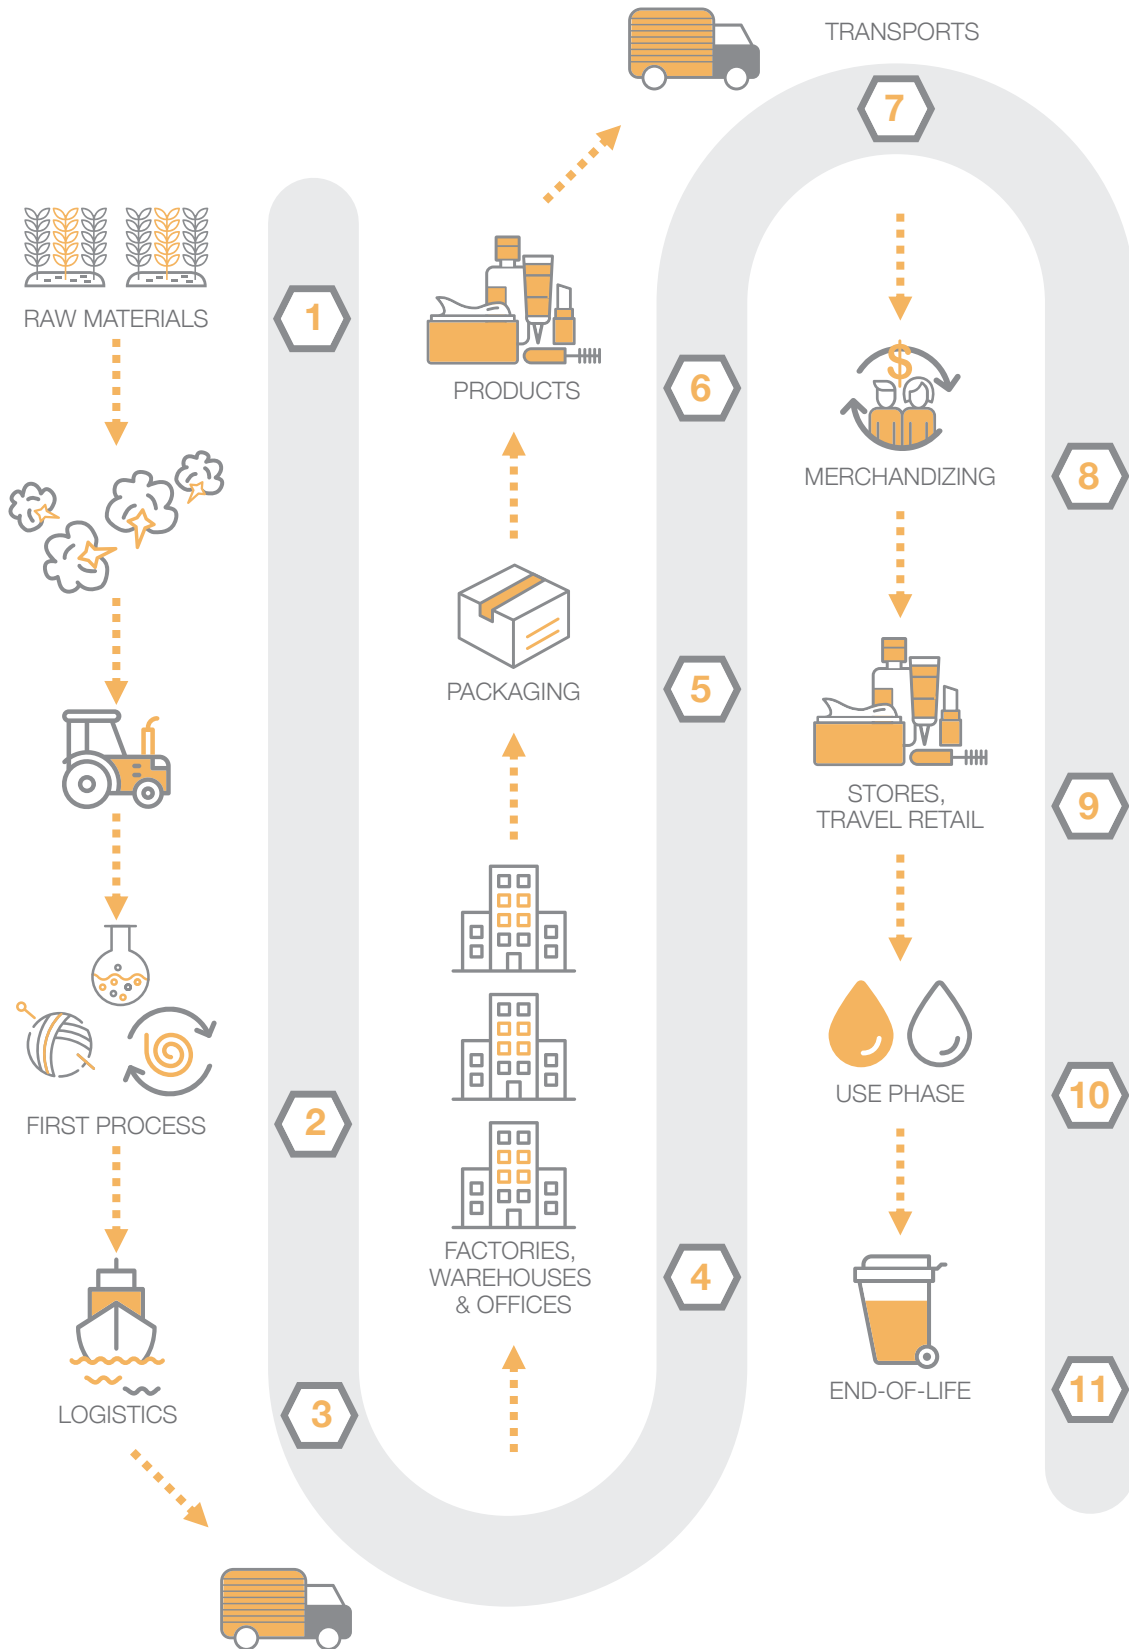 RAW MATERIALS
1
FIRST PROCESS
2
LOGISTICS
3
FACTORIES,
WAREHOUSES
& OFFICES
4
PACKAGING
5
PRODUCTS
6
TRANSPORTS
7
$
MERCHANDIZING
8
STORES,
TRAVEL RETAIL
9
USE PHASE
10
END-OF-LIFE
11